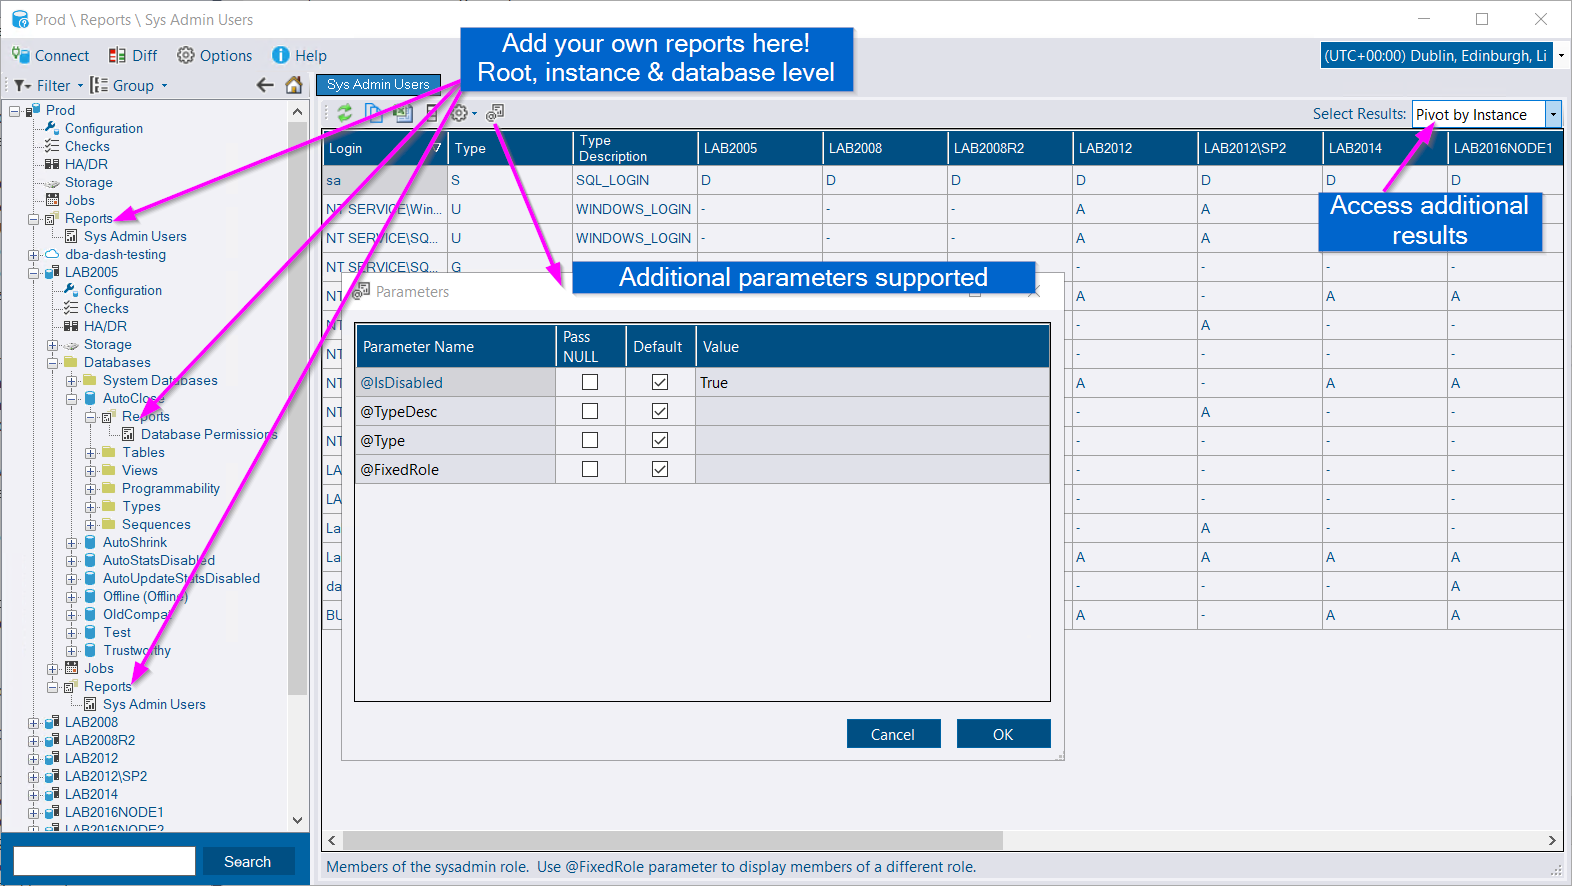 Prod \ Reports \ Sys Admin Users
Connect Diff Options Help
(UTC+00:00) Dublin, Edinburgh, Li
Add your own reports here!
Root, instance & database level
Filter Group
Sys Admin Users
Select Results: Pivot by Instance
Prod
Configuration
Checks
HA/DR
Storage
Jobs
Reports
Sys Admin Users
dba-dash-testing
LAB2005
Configuration
Checks
HA/DR
Storage
Databases
System Databases
AutoClose
Reports
Database Permissions
Tables
Views
Programmability
Types
Sequences
AutoShrink
AutoStatsDisabled
AutoUpdateStatsDisabled
Offline (Offline)
OldCompat
Test
Trustworthy
Jobs
Reports
Sys Admin Users
LAB2008
LAB2008R2
LAB2012
LAB2012\SP2
LAB2014
LAB2016NODE1
LAB2016NODE2
Search
Login Type Type Description LAB2005 LAB2008 LAB2008R2 LAB2012 LAB2012\SP2 LAB2014 LAB2016NODE1
sa S SQL_LOGIN D D D D D D D
NT SERVICE\Win... U WINDOWS_LOGIN - - - A A
NT SERVICE\SQ... U WINDOWS_LOGIN - - - A A
NT SERVICE\SQ... G - - - -
NT A - A A
NT - A - -
NT - - - -
NT A - A A
NT - A - -
NT - - - -
LA - - - -
LA - - - -
La - A - -
La A A A A
da - - - A
BU A - A A
Access additional
results
Additional parameters supported
Parameters
Parameter Name Pass NULL Default Value
@IsDisabled True
@TypeDesc
@Type
@FixedRole
Cancel OK
Members of the sysadmin role. Use @FixedRole parameter to display members of a different role.